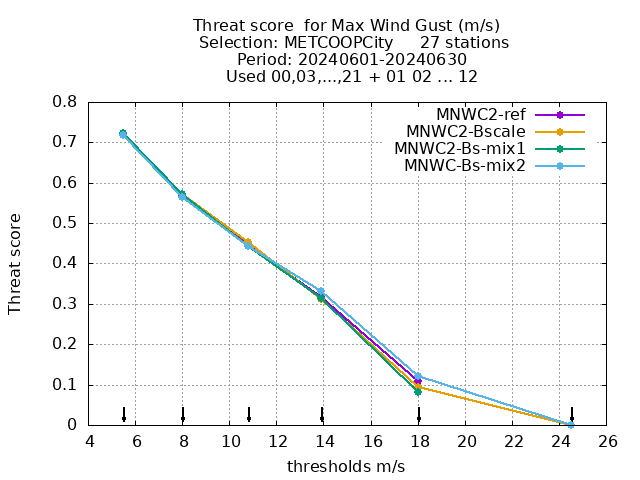 Threat score  for Max Wind Gust (m/s)
Selection: METCOOPCity     27 stations
Period: 20240601-20240630
Used 00,03,...,21 + 01 02 ... 12
MNWC2-ref
MNWC2-Bscale
MNWC2-Bs-mix1
MNWC-Bs-mix2
Threat score
0.8
0.7
0.6
0.5
0.4
0.3
0.2
0.1
0
4 6 8 10 12 14 16 18 20 22 24 26
thresholds m/s